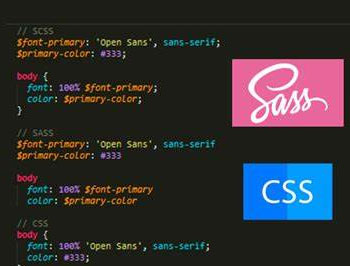 // SCSS
$font-primary: 'Open Sans', sans-serif;
$primary-color: #333;
body {
font: 100% $font-primary;
color: $primary-color;
}
Sass
// SASS
$font-primary: 'Open Sans', sans-serif
$primary-color: #333
body
font: 100% $font-primary
color: $primary-color
CSS
// CSS
body {
font: 100% 'Open Sans', sans-serif;
color: #333;
}